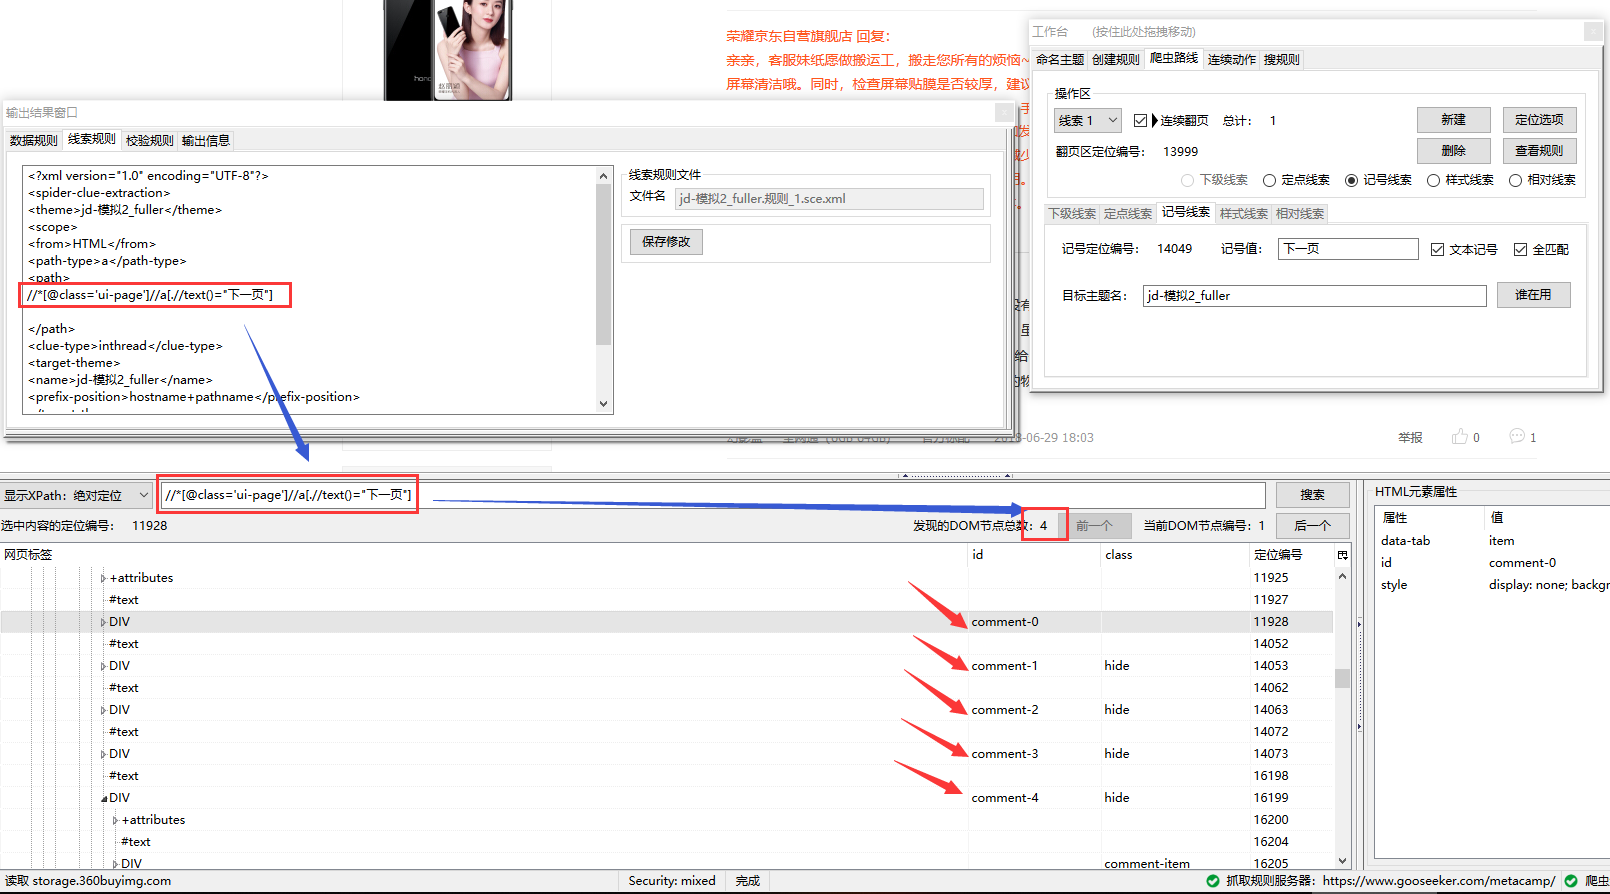 荣耀京东自营旗舰店 回复：
亲亲，客服妹纸愿做搬运工，搬走您所有的烦恼~
屏幕清洁哦。同时，检查屏幕贴膜是否较厚，建议
工作台 (按住此处拖拽移动)
命名主题 创建规则 爬虫路线 连续动作 搜规则
操作区
线索 1 连续翻页 总计： 1 新建 定位选项
翻页区定位编号： 13999 删除 查看规则
下级线索 定点线索 记号线索 样式线索 相对线索
下级线索 定点线索 记号线索 样式线索 相对线索
记号定位编号： 14049 记号值： 下一页 文本记号 全匹配
目标主题名： jd-模拟2_fuller 谁在用
输出结果窗口
数据规则 线索规则 校验规则 输出信息
<?xml version="1.0" encoding="UTF-8"?>
<spider-clue-extraction>
<theme>jd-模拟2_fuller</theme>
<scope>
<from>HTML</from>
<path-type>a</path-type>
<path>
//*[@class='ui-page']//a[.//text()="下一页"]
</path>
<clue-type>inthread</clue-type>
<target-theme>
<name>jd-模拟2_fuller</name>
<prefix-position>hostname+pathname</prefix-position>
线索规则文件
文件名 jd-模拟2_fuller.规则_1.sce.xml
保存修改
2018-06-29 18:03 举报 0 1
显示XPath：绝对定位 //*[@class='ui-page']//a[.//text()="下一页"] 搜索
选中内容的定位编号： 11928 发现的DOM节点总数：4 前一个 当前DOM节点编号：1 后一个
网页标签 id class 定位编号
+attributes 11925
#text 11927
DIV comment-0 11928
#text 14052
DIV comment-1 hide 14053
#text 14062
DIV comment-2 hide 14063
#text 14072
DIV comment-3 hide 14073
#text 16198
DIV comment-4 hide 16199
+attributes 16200
#text 16204
DIV comment-item 16205
HTML元素属性
属性 值
data-tab item
id comment-0
style display: none; backgr
读取 storage.360buyimg.com Security: mixed 完成 抓取规则服务器： https://www.gooseeker.com/metacamp/ 爬虫